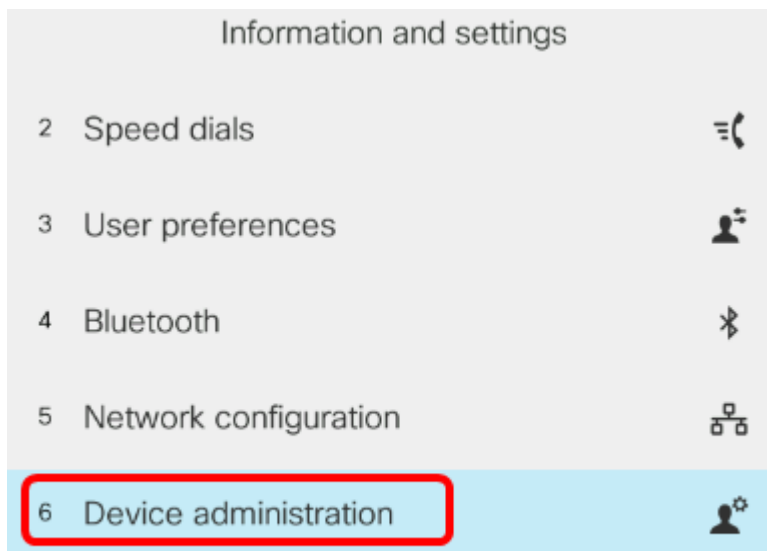 Information and settings
2 Speed dials
3 User preferences
4 Bluetooth
5 Network configuration
6 Device administration